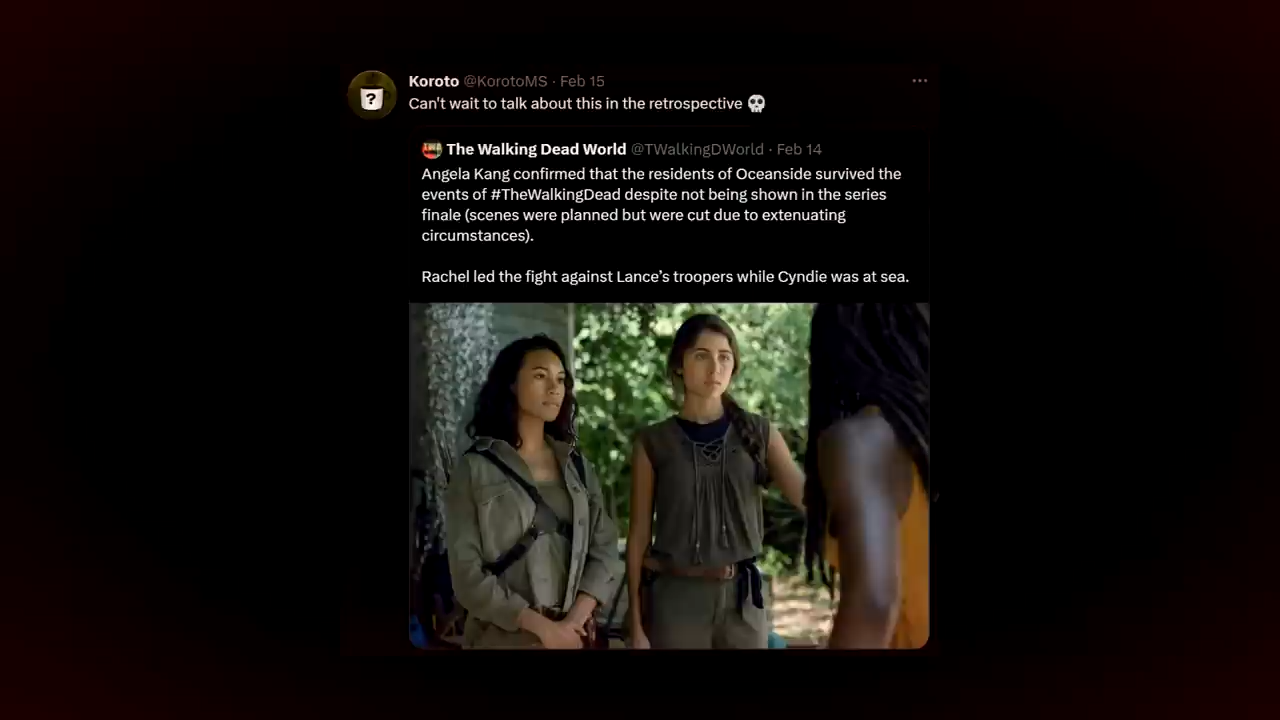 Koroto @KorotoMS · Feb 15
Can't wait to talk about this in the retrospective 💀
The Walking Dead World @TWalkingDWorld · Feb 14
Angela Kang confirmed that the residents of Oceanside survived the
events of #TheWalkingDead despite not being shown in the series
finale (scenes were planned but were cut due to extenuating
circumstances).
Rachel led the fight against Lance’s troopers while Cyndie was at sea.
?